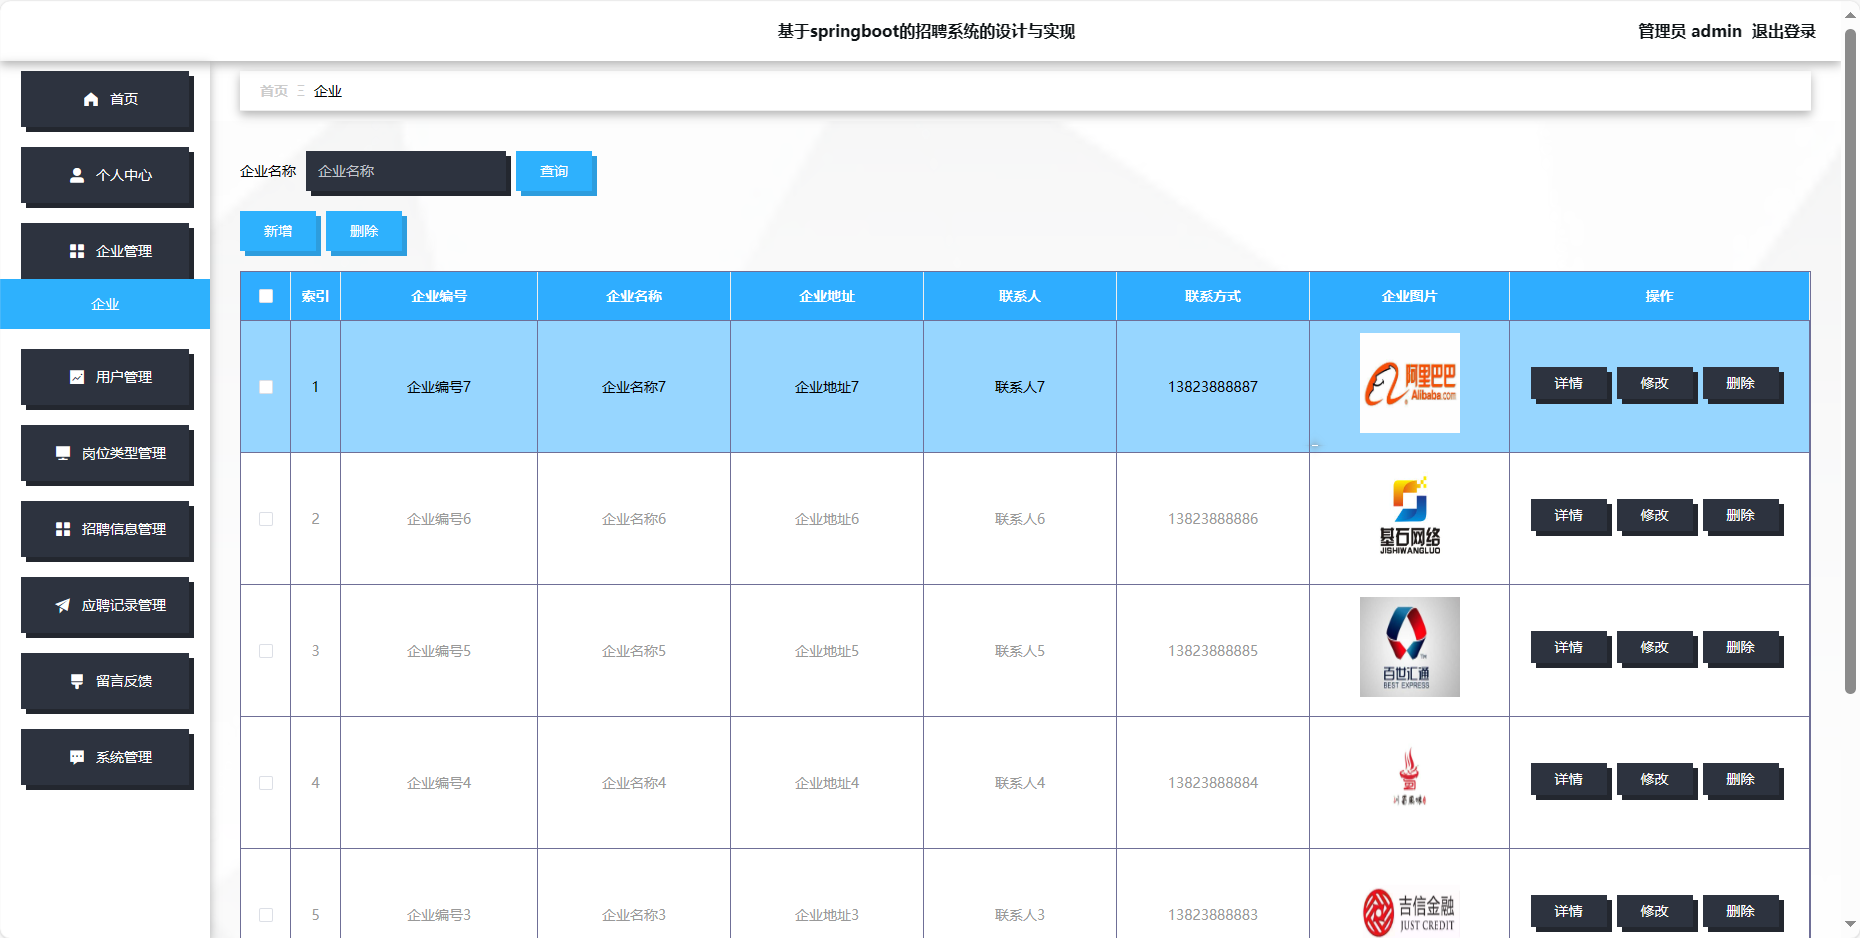 基于springboot的招聘系统的设计与实现
管理员 admin 退出登录
首页
个人中心
企业管理
企业
用户管理
岗位类型管理
招聘信息管理
应聘记录管理
留言反馈
系统管理
首页 企业
企业名称 企业名称 查询
新增 删除
索引 企业编号 企业名称 企业地址 联系人 联系方式 企业图片 操作
1 企业编号7 企业名称7 企业地址7 联系人7 13823888887 阿里巴巴 Alibaba.com 详情 修改 删除
2 企业编号6 企业名称6 企业地址6 联系人6 13823888886 基石网络 JISHIWANGLUO 详情 修改 删除
3 企业编号5 企业名称5 企业地址5 联系人5 13823888885 百世汇通 BEST EXPRESS 详情 修改 删除
4 企业编号4 企业名称4 企业地址4 联系人4 13823888884 详情 修改 删除
5 企业编号3 企业名称3 企业地址3 联系人3 13823888883 吉信金融 JUST CREDIT 详情 修改 删除